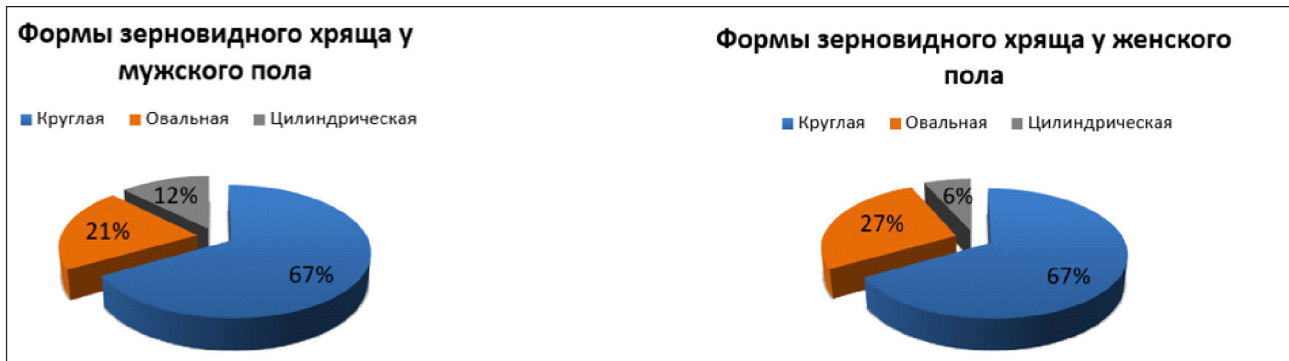 Формы зерновидного хряща у
мужского пола
Круглая Овальная Цилиндрическая
12%
21%
67%
Формы зерновидного хряща у женского
пола
Круглая Овальная Цилиндрическая
6%
27%
67%